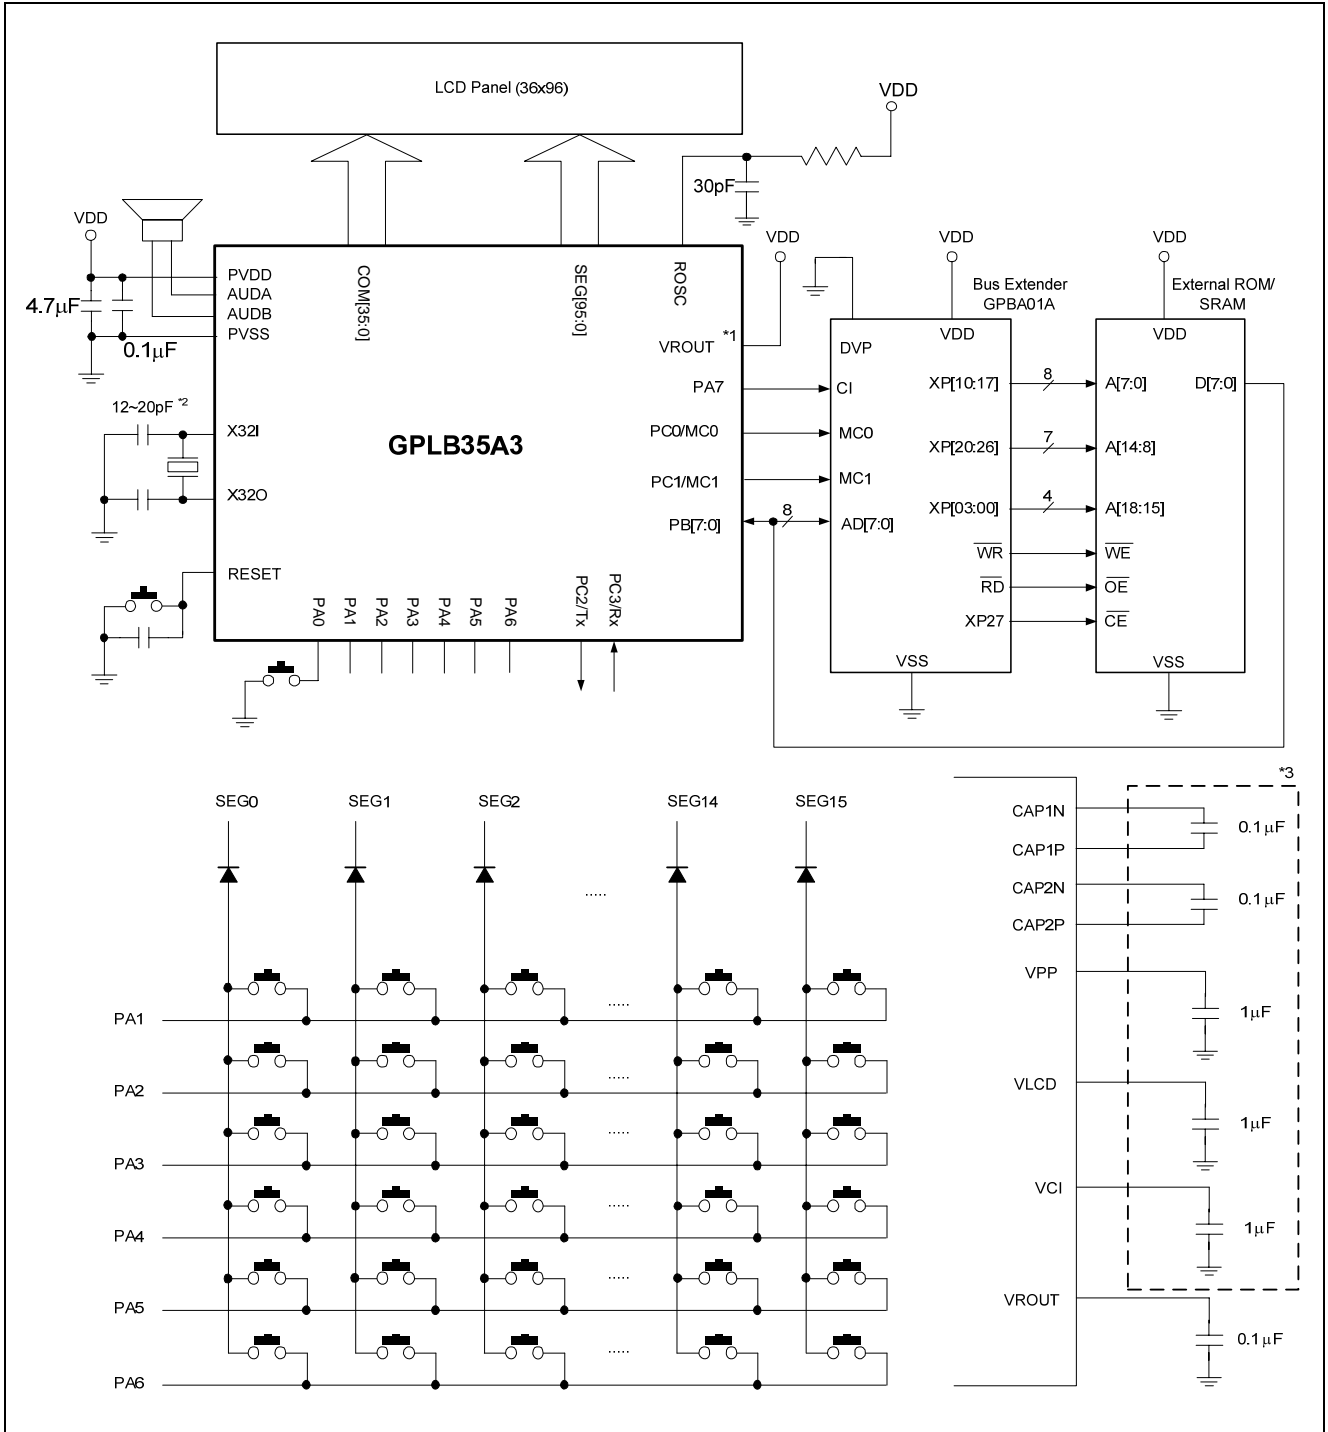 LCD Panel (36x96)
VDD
30pF
VDD
4.7μF
0.1μF
PVDD
AUDA
AUDB
PVSS
COM[35:0]
SEG[95:0]
ROSC
VROUT *1
VDD
PA7
PC0/MC0
PC1/MC1
PB[7:0]
8
GPLB35A3
12~20pF *2
X32I
X32O
RESET
PA0
PA1
PA2
PA3
PA4
PA5
PA6
PC2/Tx
PC3/Rx
VDD
Bus Extender
GPBA01A
VDD
DVP
CI
MC0
MC1
AD[7:0]
XP[10:17]
XP[20:26]
XP[03:00]
WR
RD
XP27
VSS
8
7
4
VDD
External ROM/
SRAM
VDD
A[7:0]
D[7:0]
A[14:8]
A[18:15]
WE
OE
CE
VSS
SEG0
SEG1
SEG2
SEG14
SEG15
.....
PA1
.....
PA2
.....
PA3
.....
PA4
.....
PA5
.....
PA6
.....
*3
CAP1N
0.1μF
CAP1P
CAP2N
0.1μF
CAP2P
VPP
1μF
VLCD
1μF
VCI
1μF
VROUT
0.1μF